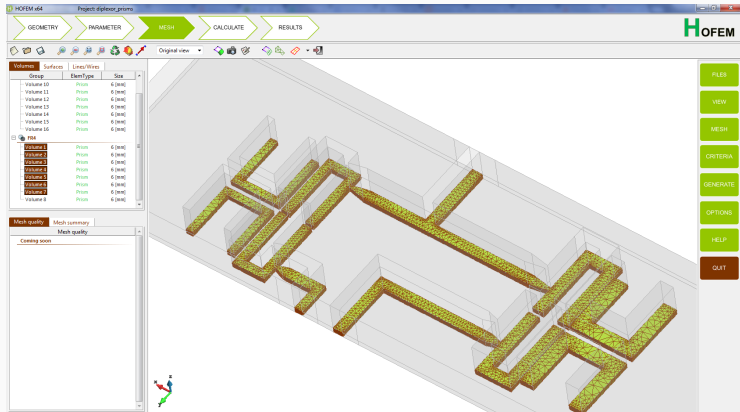 HOFEM x64 Project: diplexor_prisms
GEOMETRY PARAMETER MESH CALCULATE RESULTS
HOFEM
Original view
Volumes Surfaces Lines/Wires
Group ElemType Size
Volume 10 Prism 6 [mm]
Volume 11 Prism 6 [mm]
Volume 12 Prism 6 [mm]
Volume 13 Prism 6 [mm]
Volume 14 Prism 6 [mm]
Volume 15 Prism 6 [mm]
Volume 16 Prism 6 [mm]
FR4
Volume 1 Prism 6 [mm]
Volume 2 Prism 6 [mm]
Volume 3 Prism 6 [mm]
Volume 4 Prism 6 [mm]
Volume 5 Prism 6 [mm]
Volume 6 Prism 6 [mm]
Volume 7 Prism 6 [mm]
Volume 8 Prism 6 [mm]
Mesh quality Mesh summary
Mesh quality
Coming soon
FILES
VIEW
MESH
CRITERIA
GENERATE
OPTIONS
HELP
QUIT
z
y